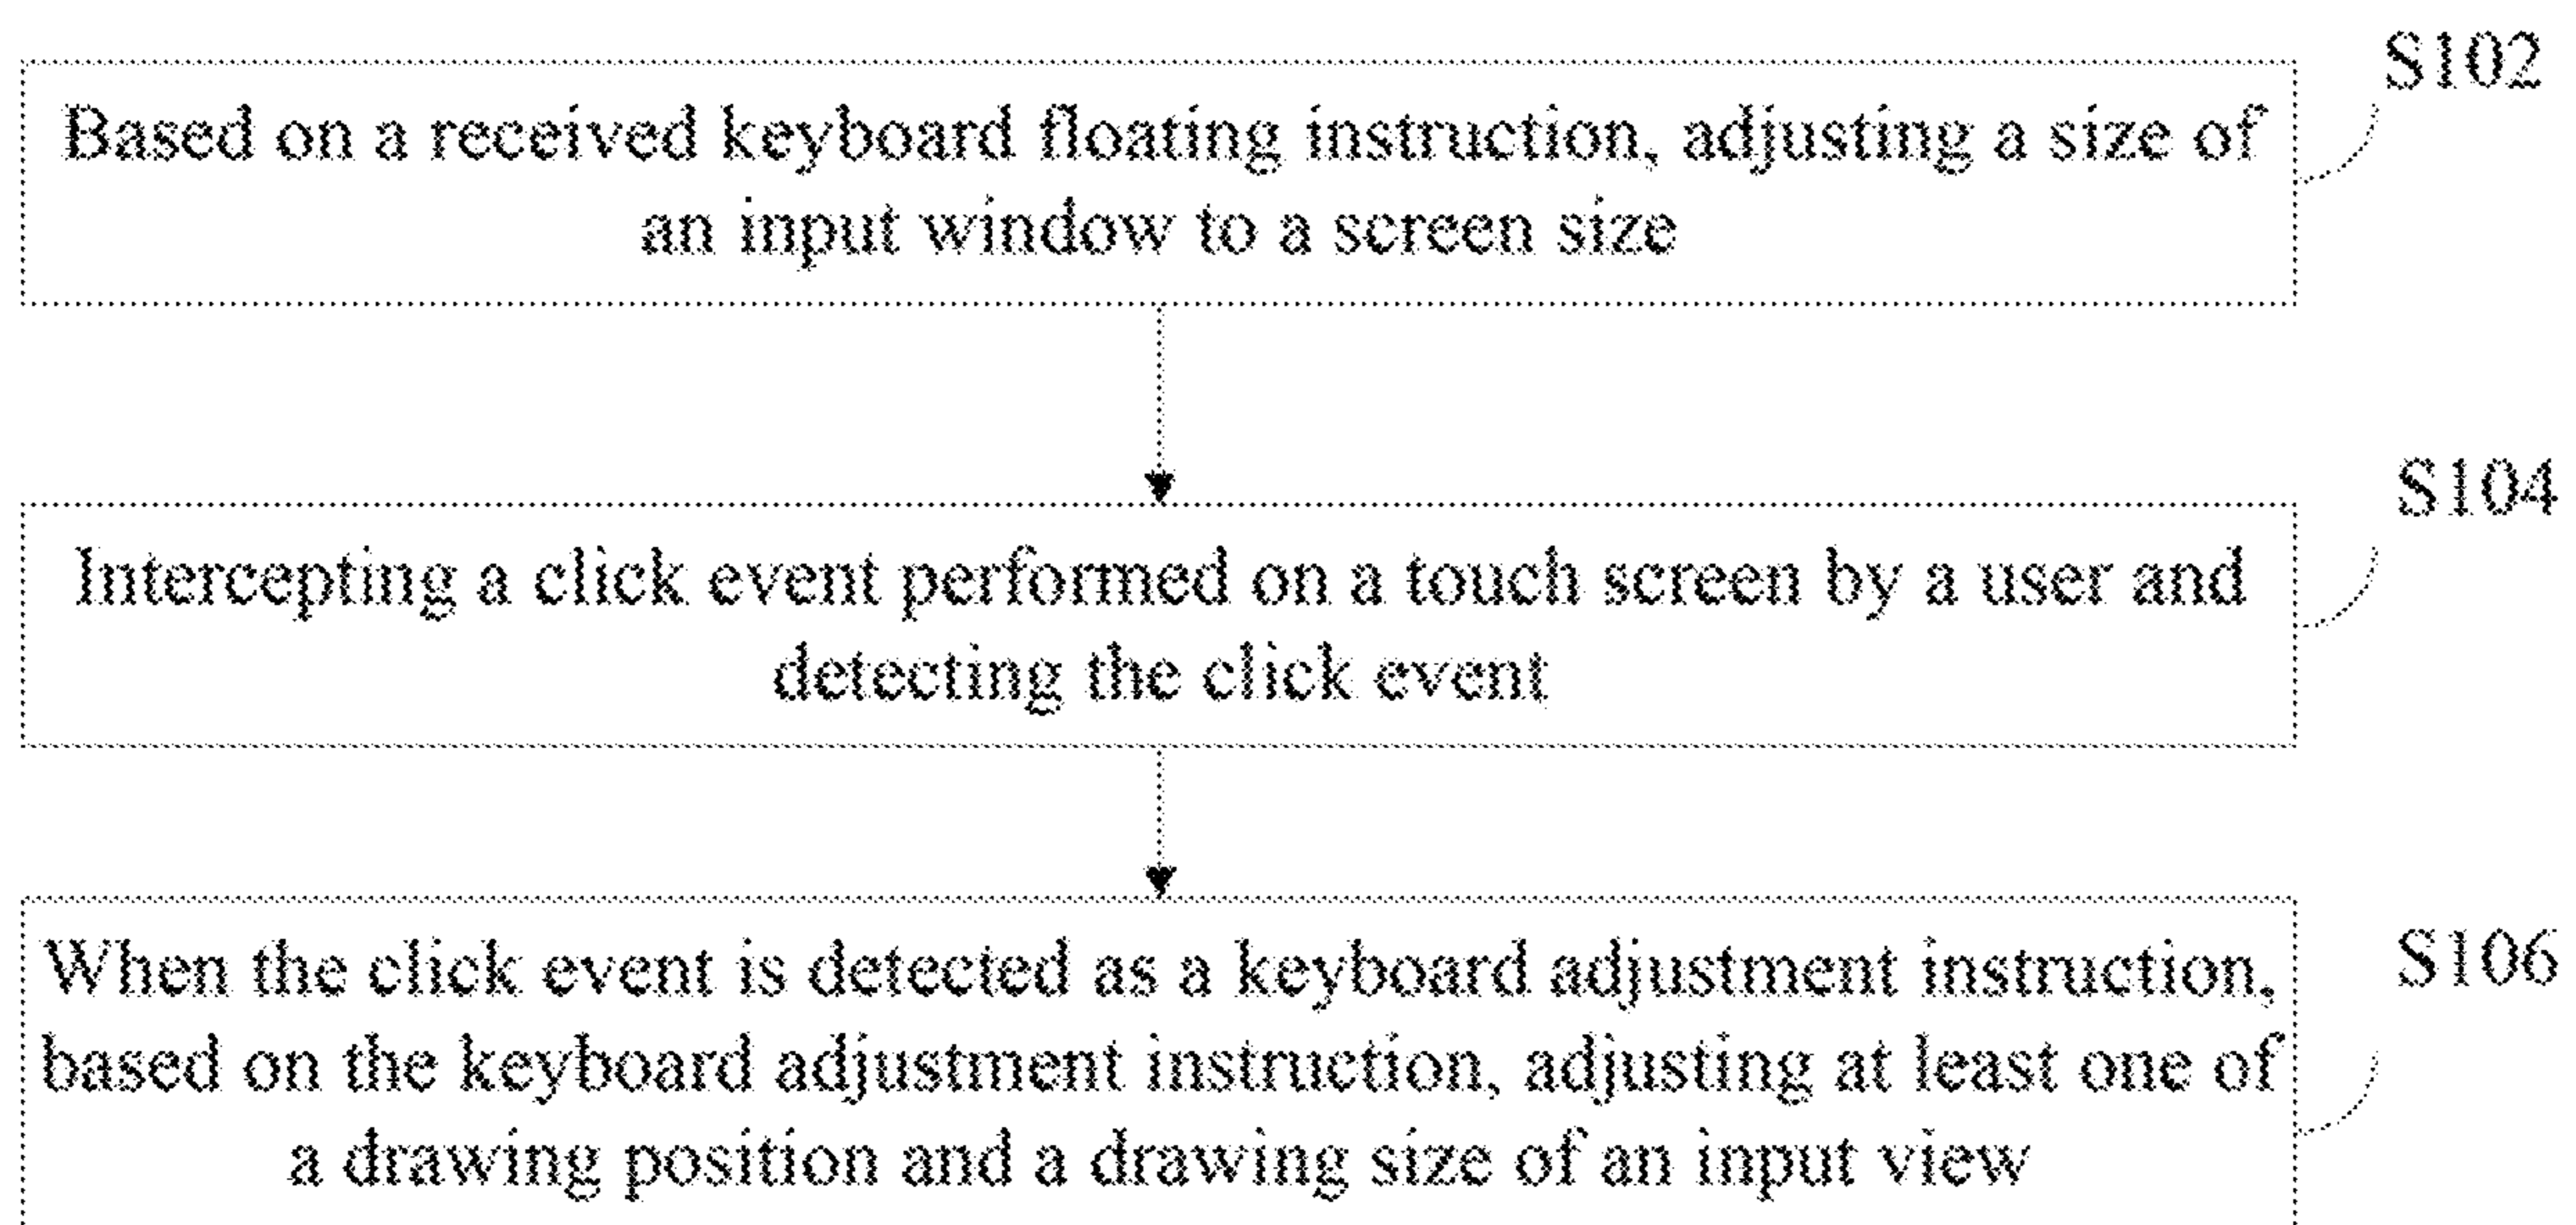 S102
Based on a received keyboard floating instruction, adjusting a size of
an input window to a screen size
S104
Intercepting a click event performed on a touch screen by a user and
detecting the click event
S106
When the click event is detected as a keyboard adjustment instruction,
based on the keyboard adjustment instruction, adjusting at least one of
a drawing position and a drawing size of an input view